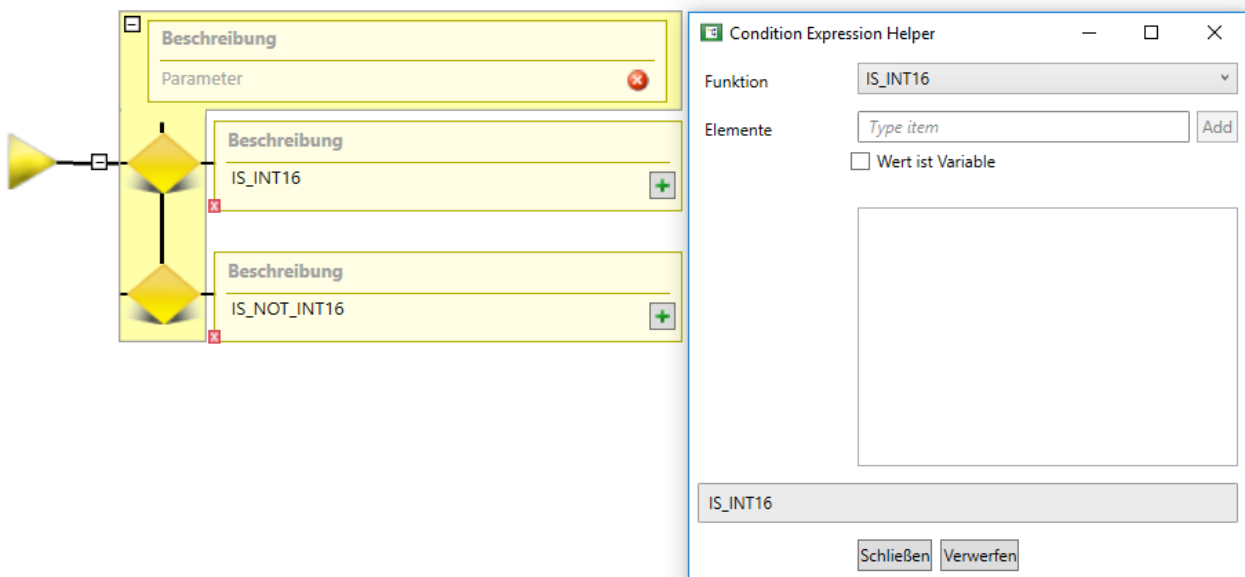 Beschreibung
Parameter
Beschreibung
IS_INT16
Beschreibung
IS_NOT_INT16
Condition Expression Helper
Funktion
IS_INT16
Elemente
Type item
Add
Wert ist Variable
IS_INT16
Schließen
Verwerfen